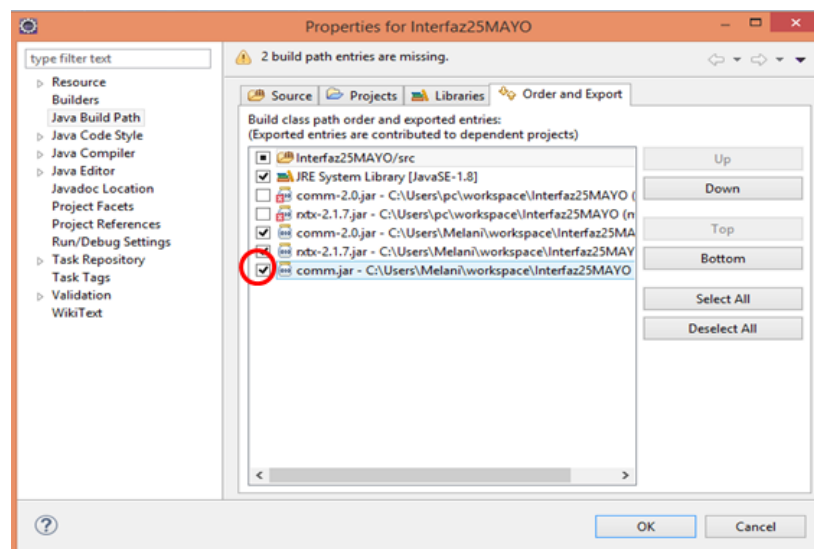 Properties for Interfaz25MAYO
type filter text
2 build path entries are missing.
Resource
Builders
Java Build Path
Java Code Style
Java Compiler
Java Editor
Javadoc Location
Project Facets
Project References
Run/Debug Settings
Task Repository
Task Tags
Validation
WikiText
Source
Projects
Libraries
Order and Export
Build class path order and exported entries:
(Exported entries are contributed to dependent projects)
Interfaz25MAYO/src
JRE System Library [JavaSE-1.8]
comm-2.0.jar - C:\Users\pc\workspace\Interfaz25MAYO (
rxtx-2.1.7.jar - C:\Users\pc\workspace\Interfaz25MAYO (n
comm-2.0.jar - C:\Users\Melani\workspace\Interfaz25MA
rxtx-2.1.7.jar - C:\Users\Melani\workspace\Interfaz25MAY
comm.jar - C:\Users\Melani\workspace\Interfaz25MAYO
Up
Down
Top
Bottom
Select All
Deselect All
OK
Cancel